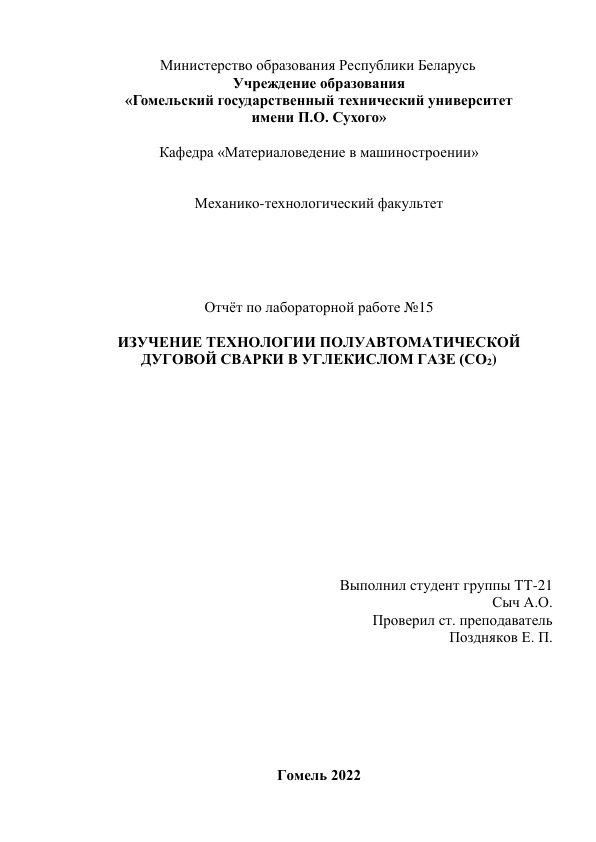 Министерство образования Республики Беларусь
Учреждение образования
«Гомельский государственный технический университет
имени П.О. Сухого»
Кафедра «Материаловедение в машиностроении»
Механико-технологический факультет
Отчёт по лабораторной работе №15
ИЗУЧЕНИЕ ТЕХНОЛОГИИ ПОЛУАВТОМАТИЧЕСКОЙ
ДУГОВОЙ СВАРКИ В УГЛЕКИСЛОМ ГАЗЕ (CO₂)
Выполнил студент группы ТТ-21
Сыч А.О.
Проверил ст. преподаватель
Поздняков Е. П.
Гомель 2022